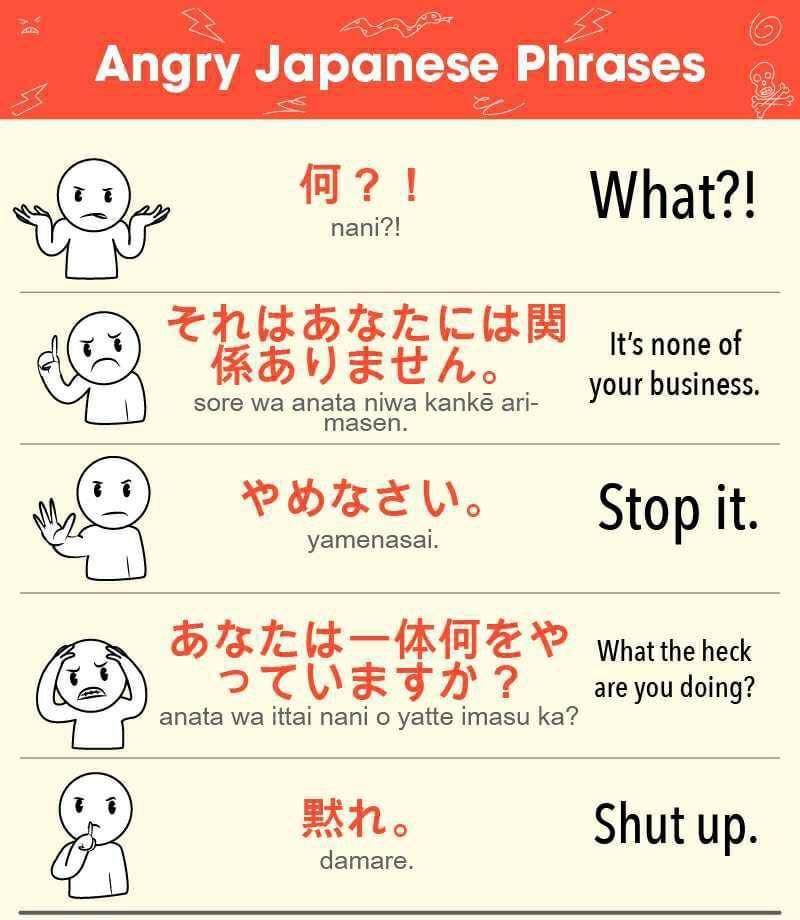 Angry Japanese Phrases
何？！
nani?!
What?!
それはあなたには関
係ありません。
sore wa anata niwa kankē ari-
masen.
It's none of
your business.
やめなさい。
yamenasai.
Stop it.
あなたは一体何をや
っていますか？
anata wa ittai nani o yatte imasu ka?
What the heck
are you doing?
黙れ。
damare.
Shut up.